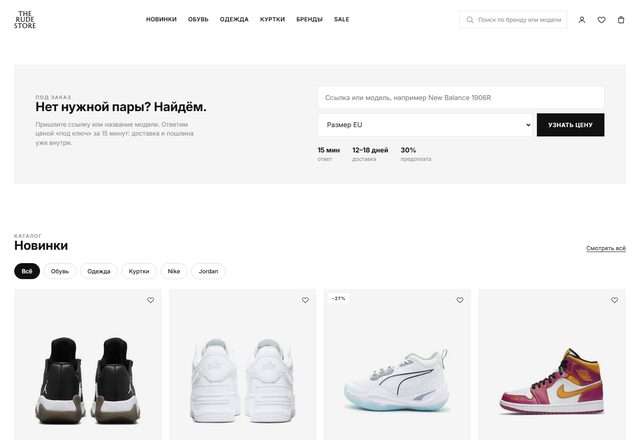 THE
RUDE
STORE
НОВИНКИ ОБУВЬ ОДЕЖДА КУРТКИ БРЕНДЫ SALE
Поиск по бренду или модели
ПОД ЗАКАЗ
Нет нужной пары? Найдём.
Пришлите ссылку или название модели. Ответим
ценой «под ключ» за 15 минут: доставка и пошлина
уже внутри.
Ссылка или модель, например New Balance 1906R
Размер EU
УЗНАТЬ ЦЕНУ
15 мин 12–18 дней 30%
ответ доставка предоплата
КАТАЛОГ
Новинки
Смотреть всё
Всё Обувь Одежда Куртки Nike Jordan
-27%